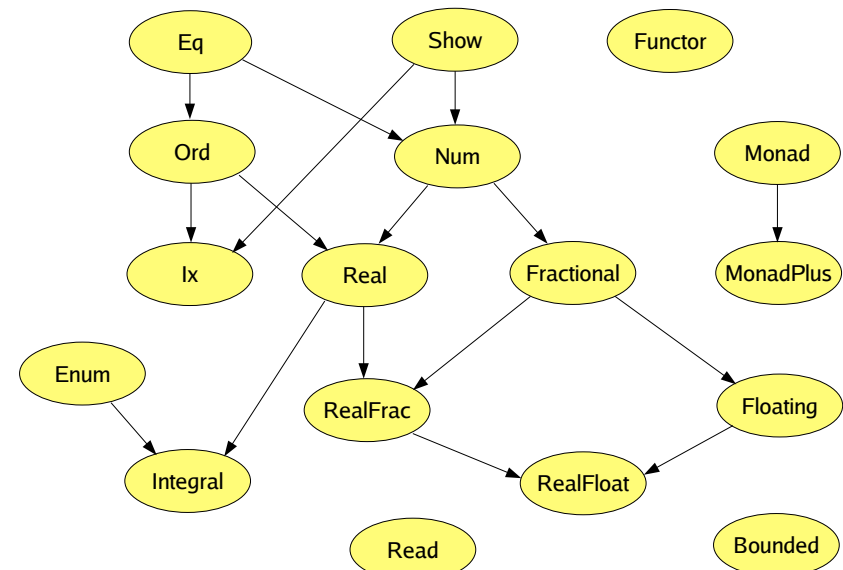 Eq
Show
Functor
Ord
Num
Monad
Ix
Real
Fractional
MonadPlus
Enum
RealFrac
Floating
Integral
RealFloat
Read
Bounded